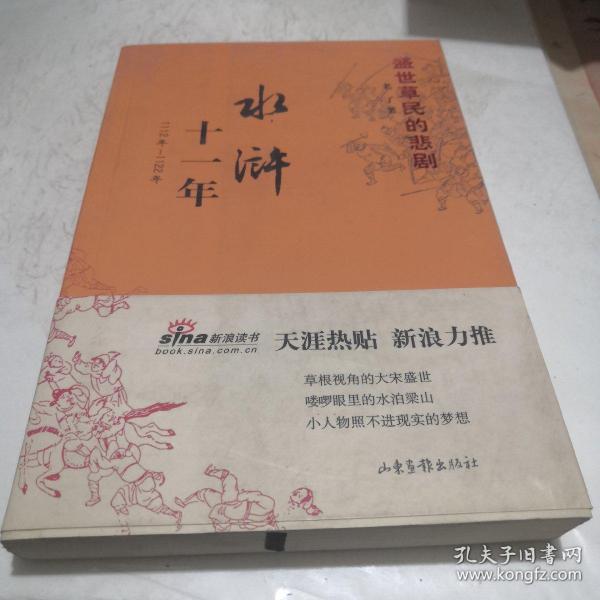 盛世草民的悲剧
水浒
十一年
1112年~1122年
sina新浪读书
book.sina.com.cn
天涯热贴 新浪力推
草根视角的大宋盛世
喽啰眼里的水泊梁山
小人物照不进现实的梦想
山东画报出版社
孔夫子旧书网
www.kongfz.com